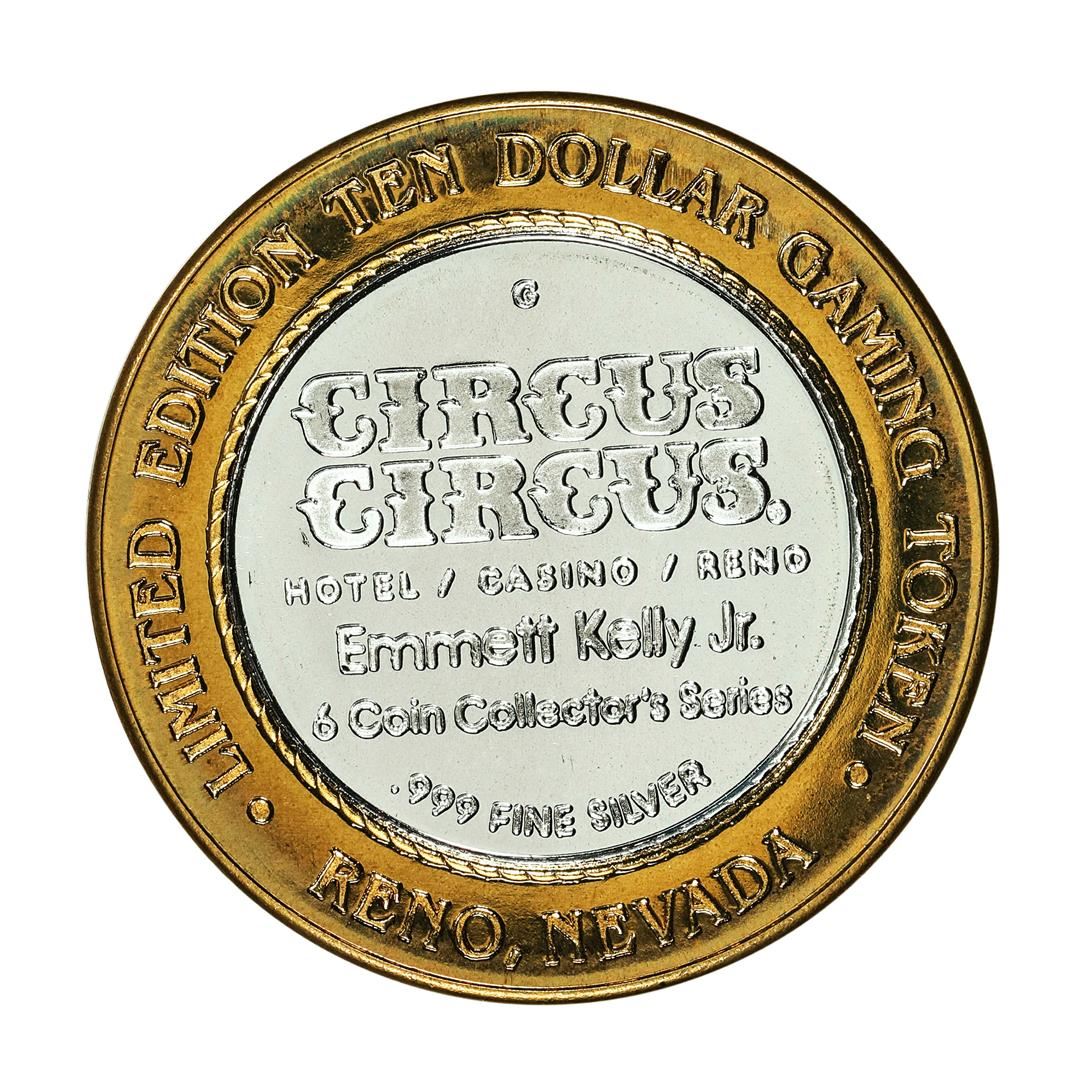 LIMITED EDITION TEN DOLLAR GAMING TOKEN
G
CIRCUS
CIRCUS.
HOTEL / CASINO / RENO
Emmett Kelly Jr.
6 Coin Collector's Series
.999 FINE SILVER
• RENO, NEVADA •